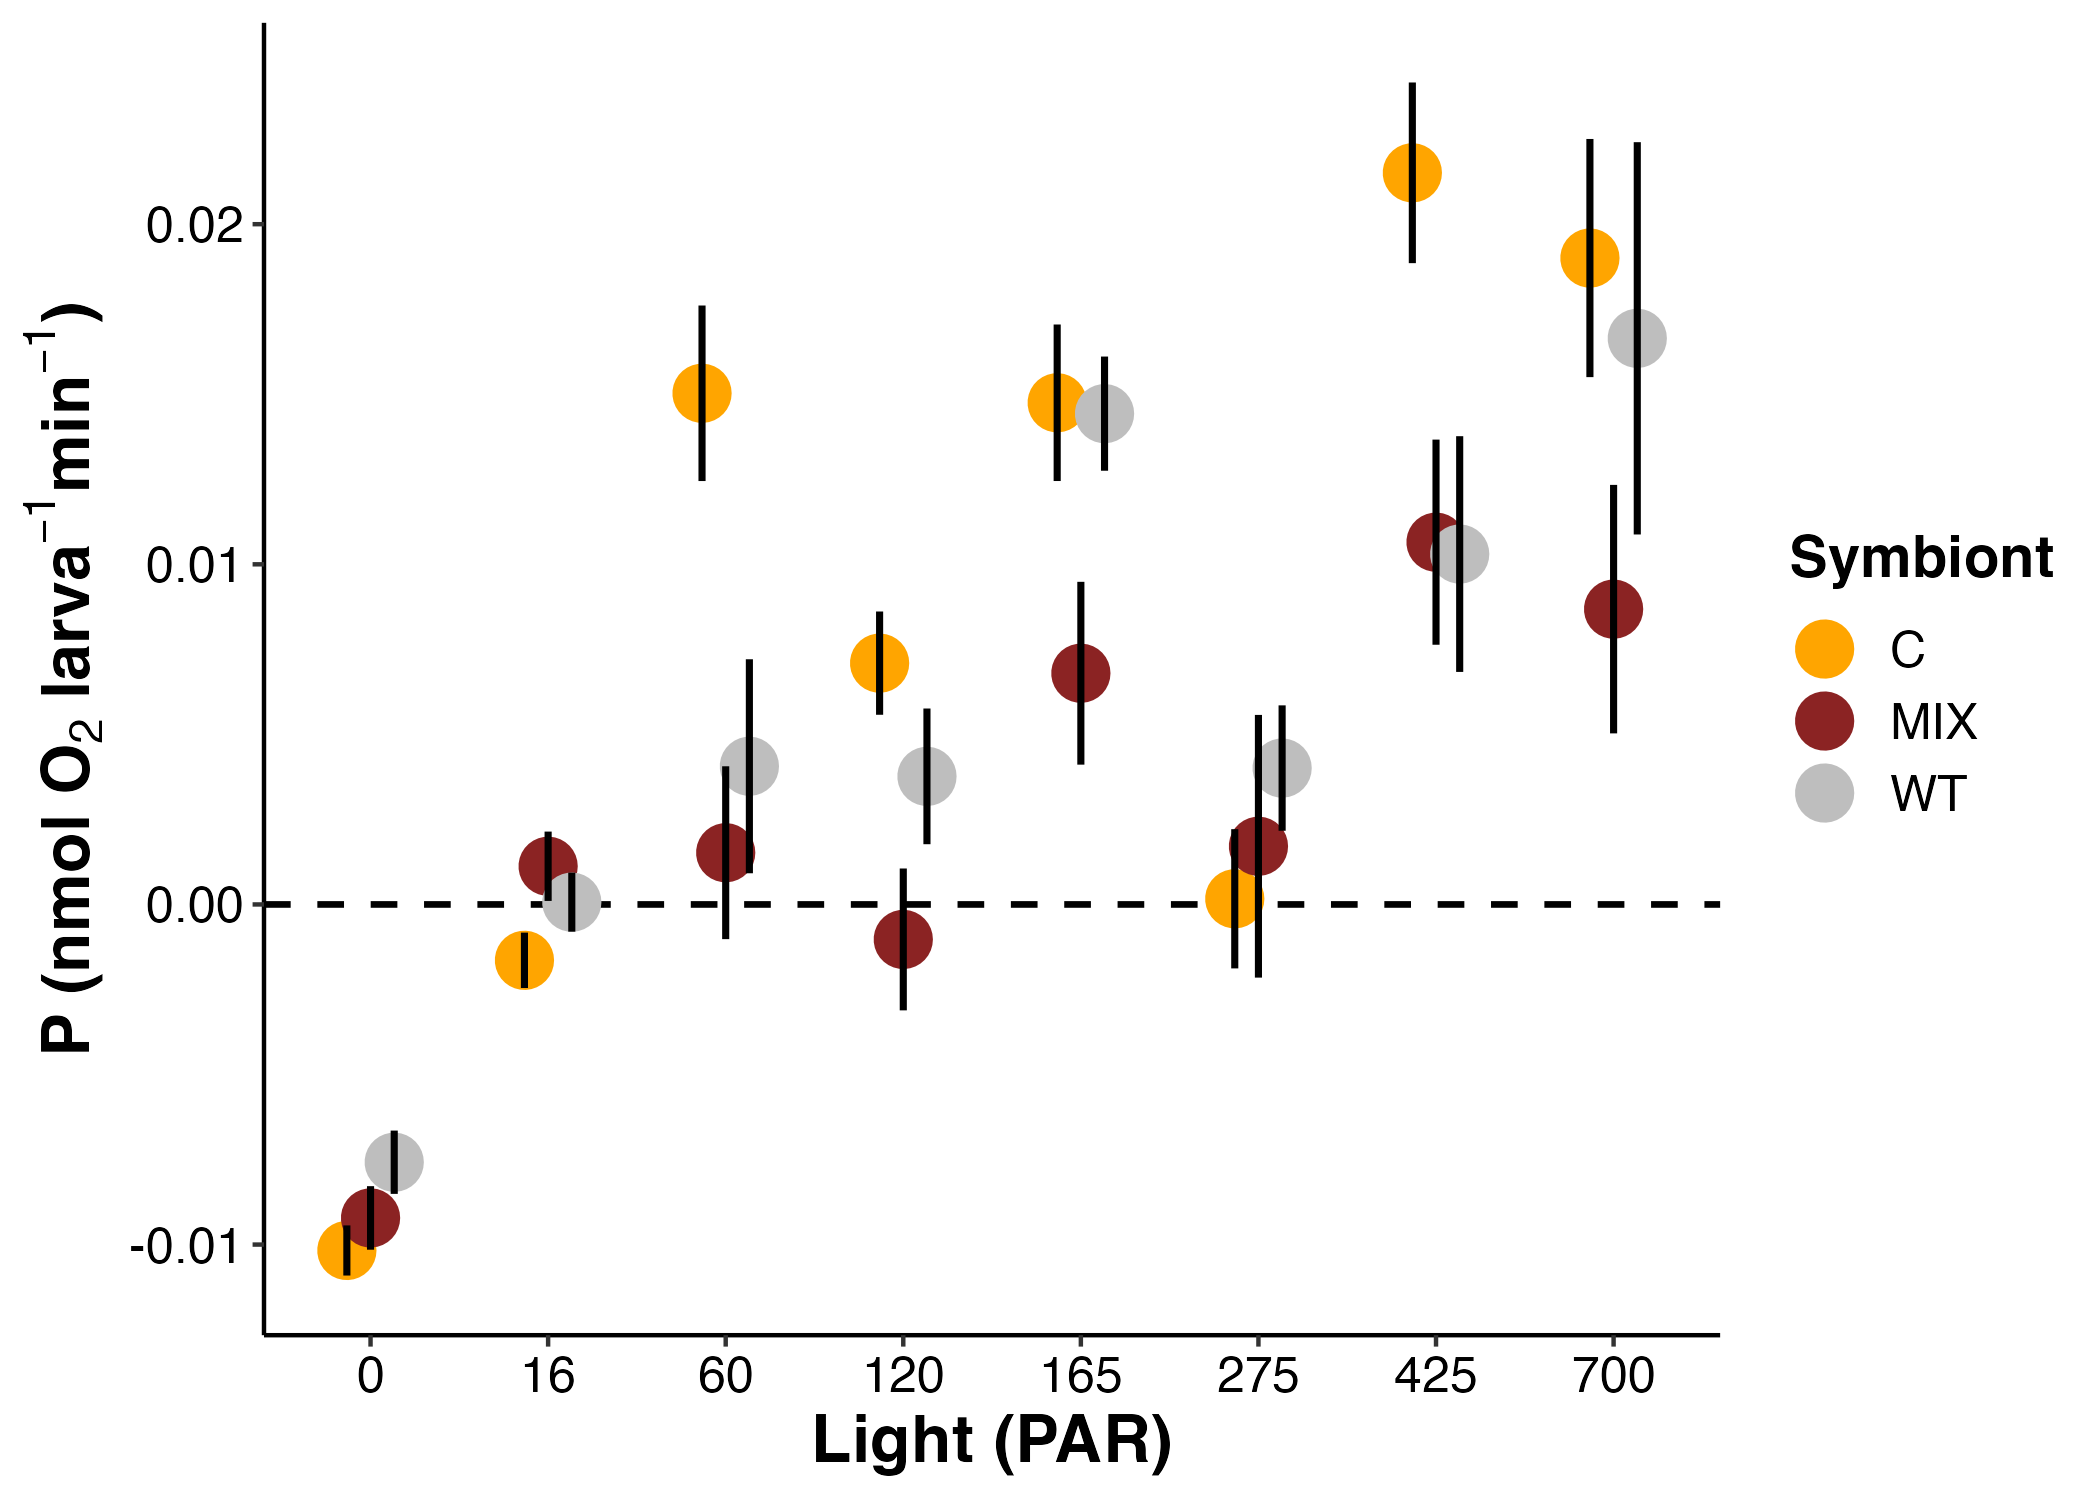 P (nmol O₂ larva⁻¹min⁻¹)
0.02
0.01
0.00
-0.01
0 16 60 120 165 275 425 700
Light (PAR)
Symbiont
C
MIX
WT